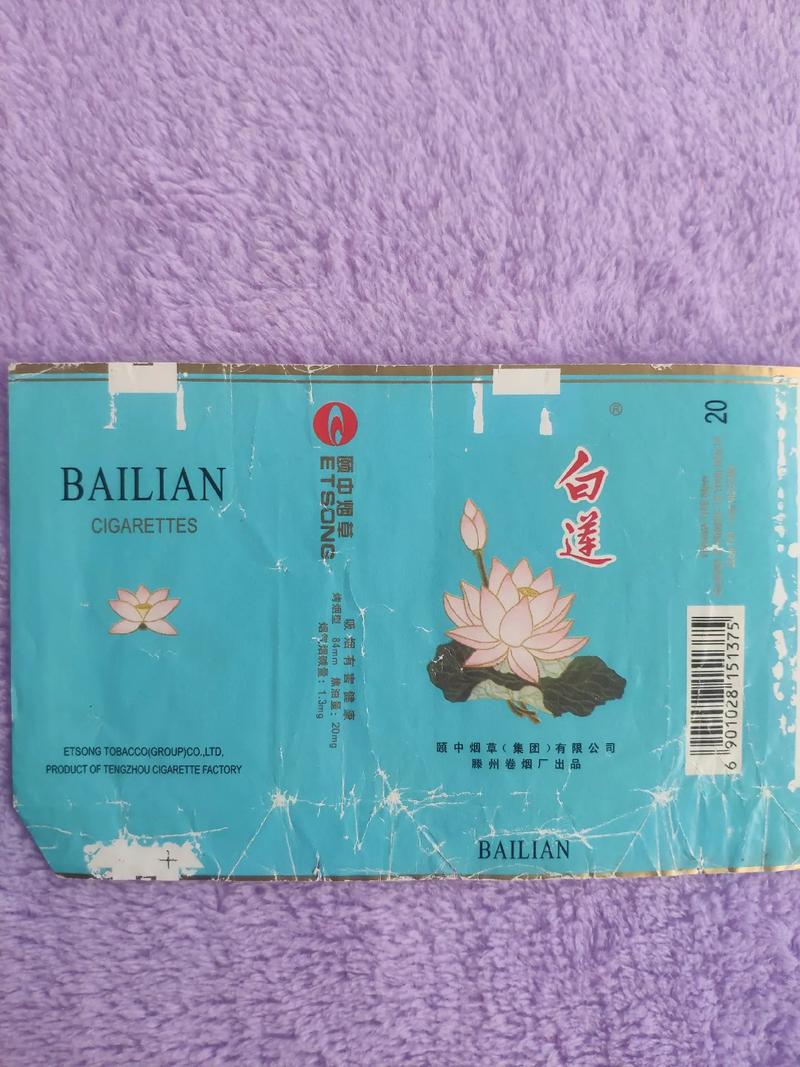 BAILIAN
CIGARETTES
ETSONG TOBACCO(GROUP)CO.,LTD,
PRODUCT OF TENGZHOU CIGARETTE FACTORY
颐中烟草
ETSONG
吸烟有害健康
烤烟型 84mm 焦油量：20mg
烟气烟碱量：1.3mg
®
白莲
颐中烟草(集团)有限公司
滕州卷烟厂出品
BAILIAN
20
6 901028 151375